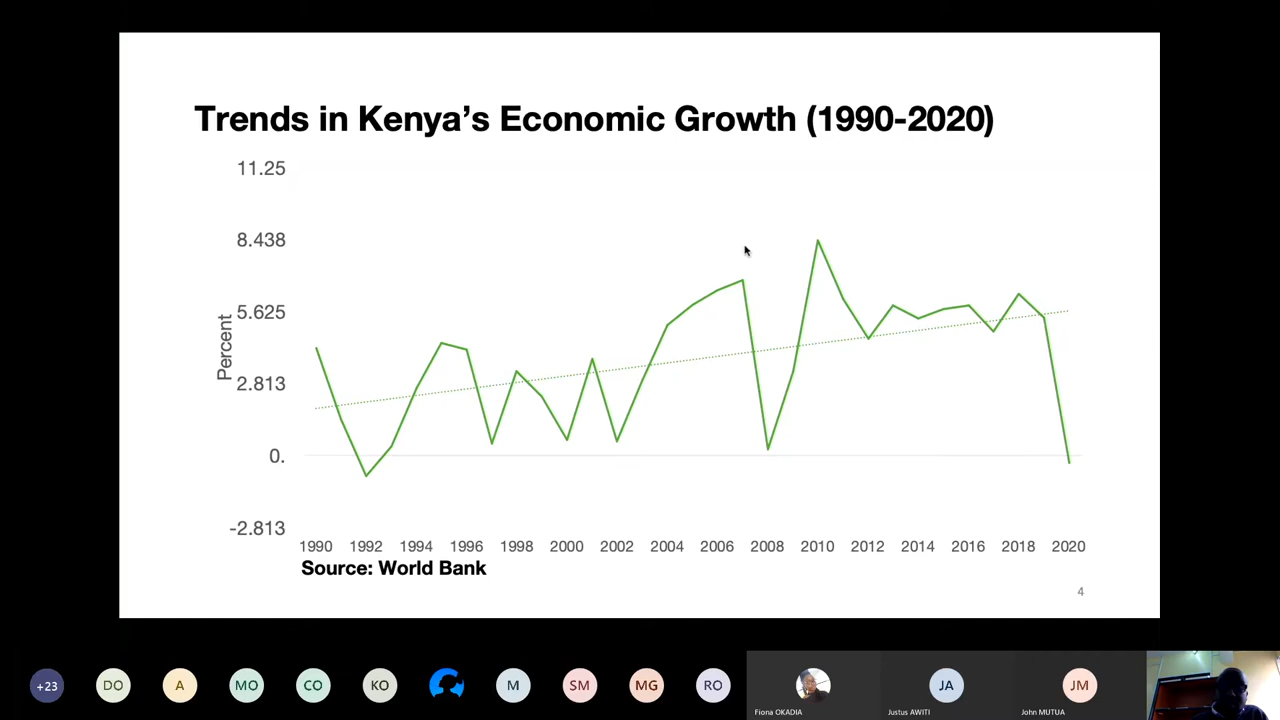 Trends in Kenya’s Economic Growth (1990-2020)
11.25
8.438
5.625
2.813
0.
-2.813
Percent
1990 1992 1994 1996 1998 2000 2002 2004 2006 2008 2010 2012 2014 2016 2018 2020
Source: World Bank
4
+23 DO A MO CO KO M SM MG RO JA JM
Fiona OKADIA Justus AWITI John MUTUA